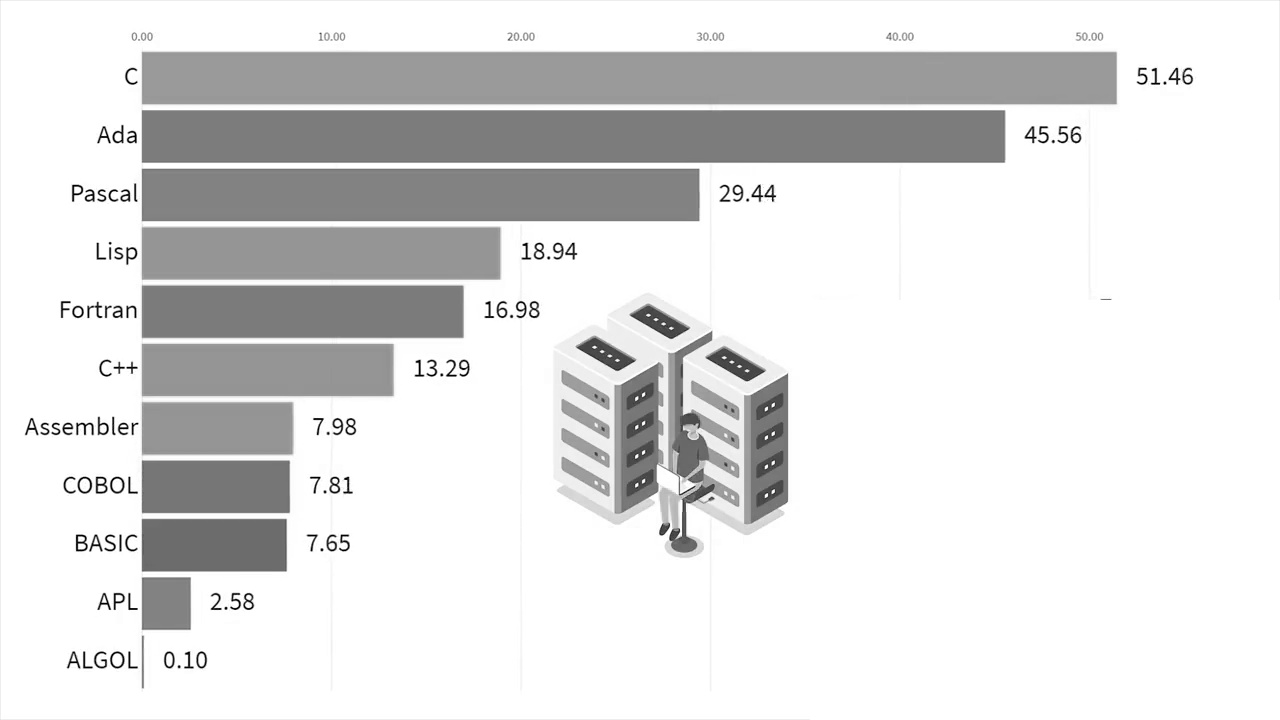 0.00 10.00 20.00 30.00 40.00 50.00
C 51.46
Ada 45.56
Pascal 29.44
Lisp 18.94
Fortran 16.98
C++ 13.29
Assembler 7.98
COBOL 7.81
BASIC 7.65
APL 2.58
ALGOL 0.10